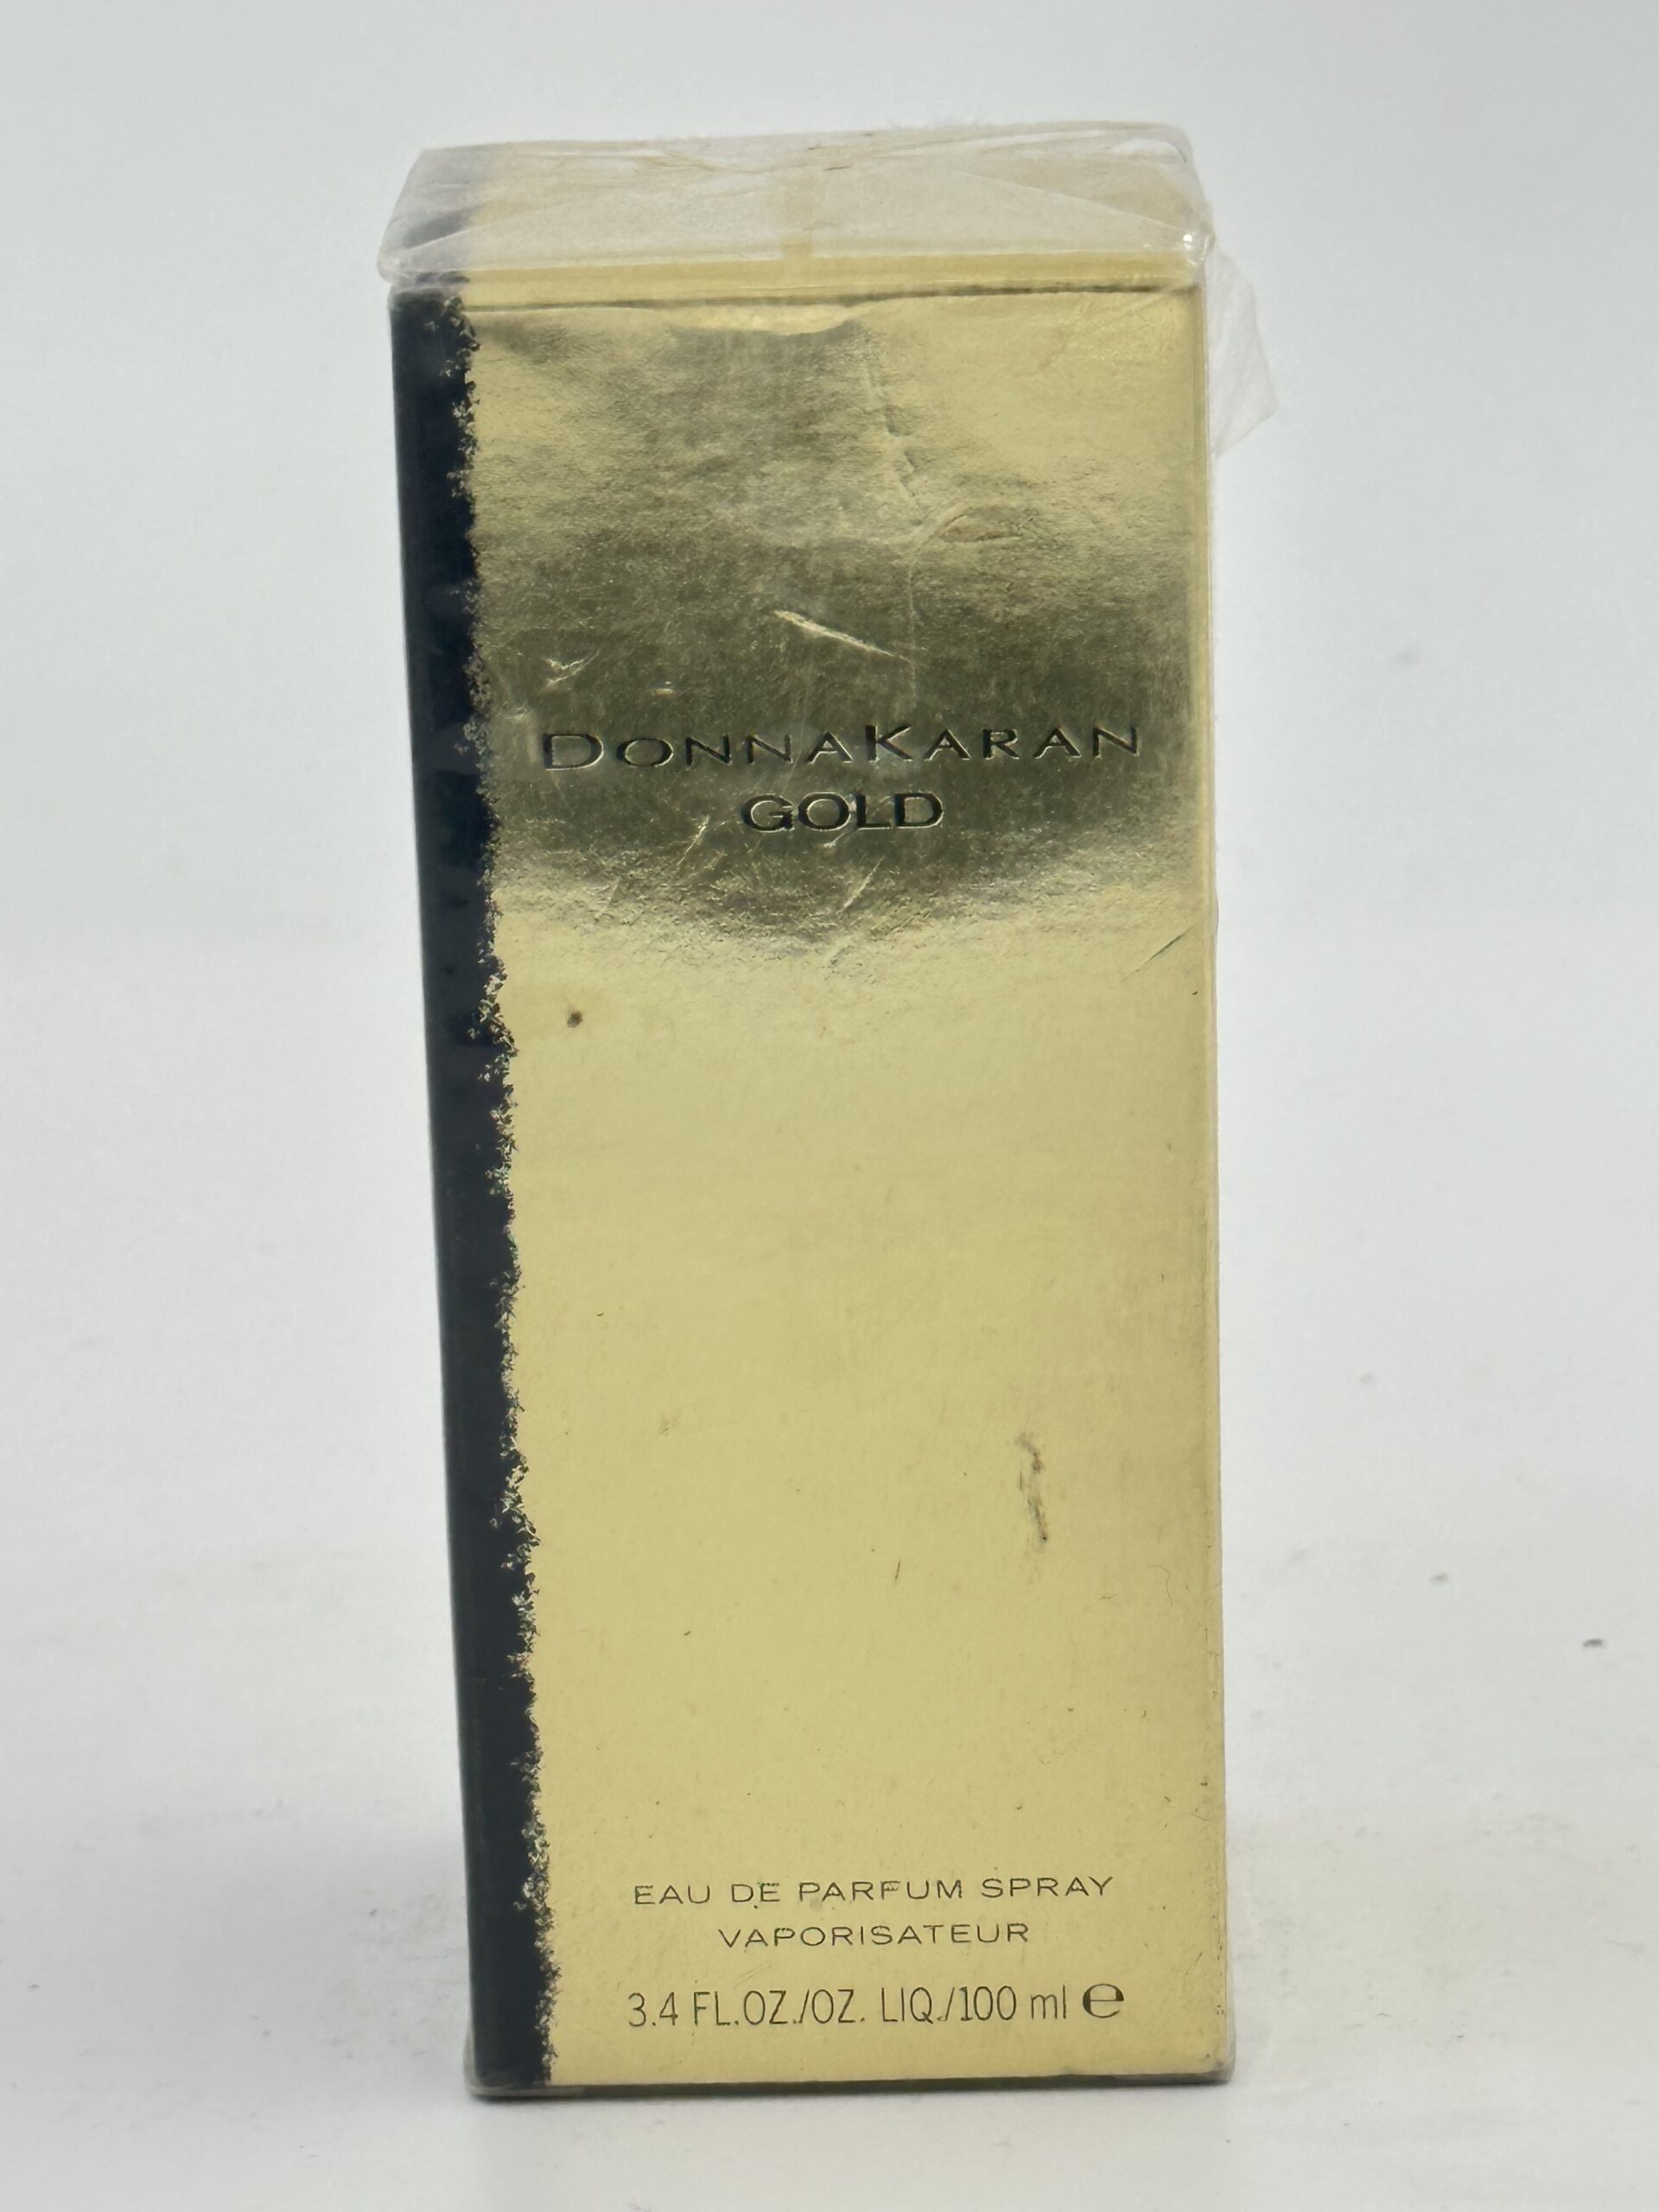 DONNAKARAN
GOLD
EAU DE PARFUM SPRAY
VAPORISATEUR
3.4 FL.OZ./OZ. LIQ./100 ml ℮